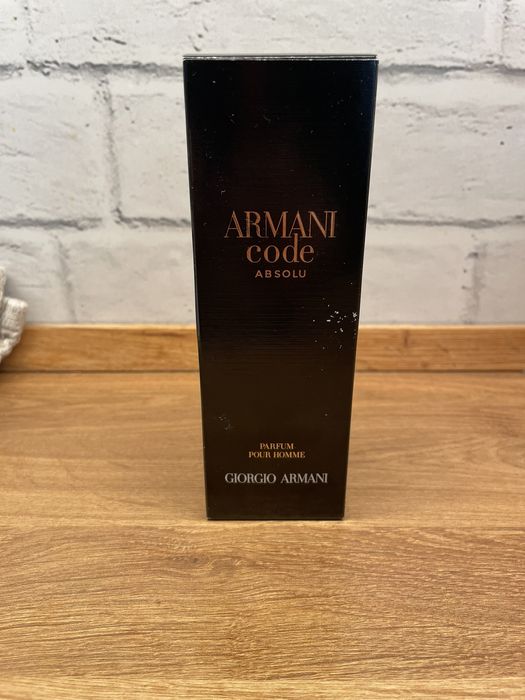 ARMANI
code
ABSOLU
PARFUM
POUR HOMME
GIORGIO ARMANI